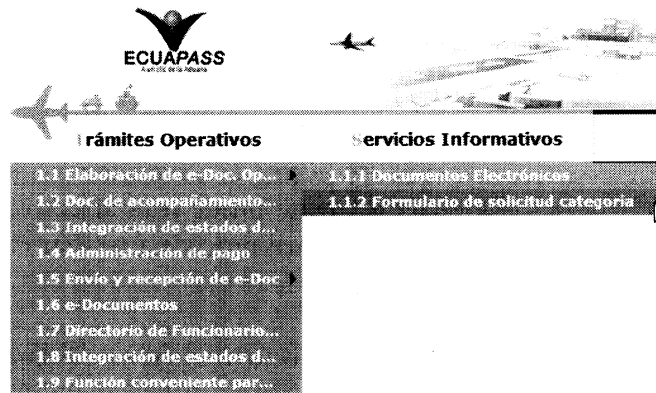 ECUAPASS
Trámites Operativos
Servicios Informativos
1.1 Elaboración de e-Doc. Op...
1.1.1 Documentos Electrónicos
1.2 Doc. de acompañamiento...
1.1.2 Formulario de solicitud categoria
1.3 Integración de estados d...
1.4 Administración de pago
1.5 Envío y recepción de e-Doc
1.6 e-Documentos
1.7 Directorio de Funcionario...
1.8 Integración de estados d...
1.9 Función conveniente par...